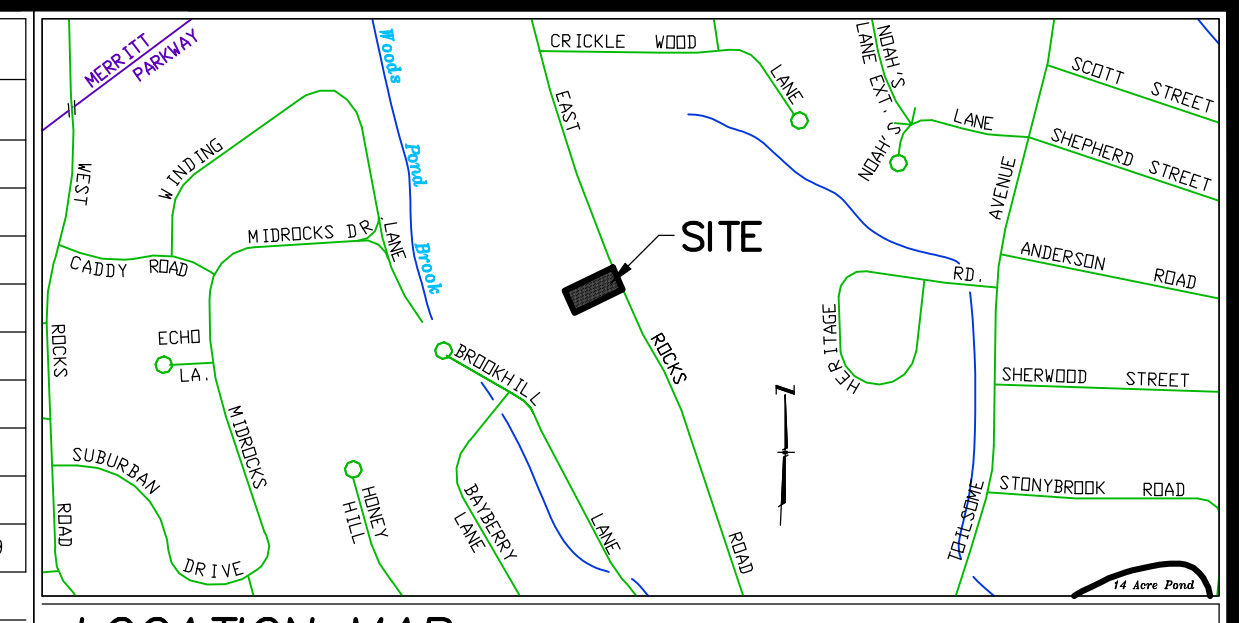 MERRITT
PARKWAY
Woods
Pond
Brook
CRICKLE WOOD
LANE
NOAH'S
LANE EXT.
NOAH'S
LANE
SCOTT STREET
SHEPHERD STREET
EAST
WEST
WINDING
LANE
AVENUE
MIDROCKS DR.
SITE
CADDY ROAD
ANDERSON ROAD
RD.
HERITAGE
ROCKS
ECHO
LA.
ROCKS
BROOKHILL
SHERWOOD STREET
MIDROCKS
SUBURBAN
HONEY
HILL
BAYBERRY
LANE
LANE
STONYBROOK ROAD
TOILSOME
ROAD
DRIVE
ROAD
14 Acre Pond
LOCATION MAP